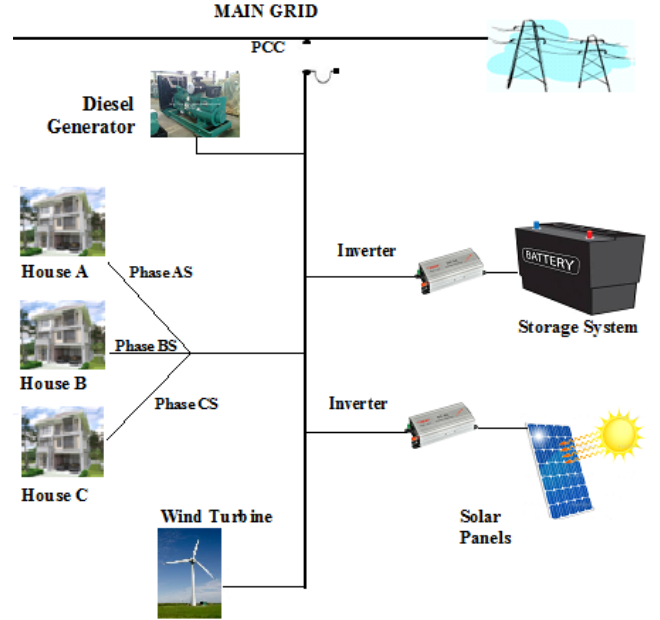 MAIN GRID
PCC
Diesel
Generator
House A
Phase AS
Inverter
BATTERY
Storage System
House B
Phase BS
Phase CS
Inverter
House C
Wind Turbine
Solar
Panels